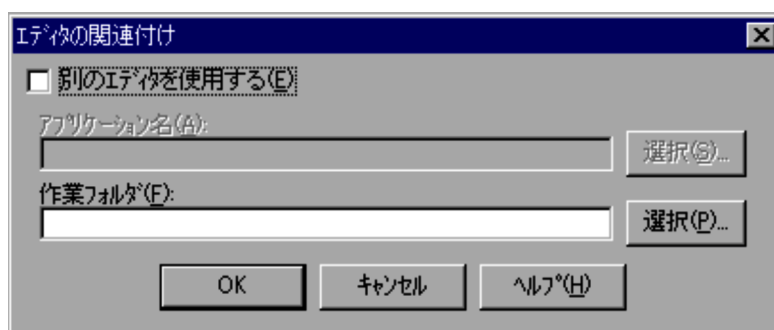 ｴﾃﾞｨﾀの関連付け
別のｴﾃﾞｨﾀを使用する(E)
ｱﾌﾟﾘｹｰｼｮﾝ名(A):
選択(S)...
作業ﾌｫﾙﾀﾞ(F):
選択(P)...
OK
ｷｬﾝｾﾙ
ﾍﾙﾌﾟ(H)